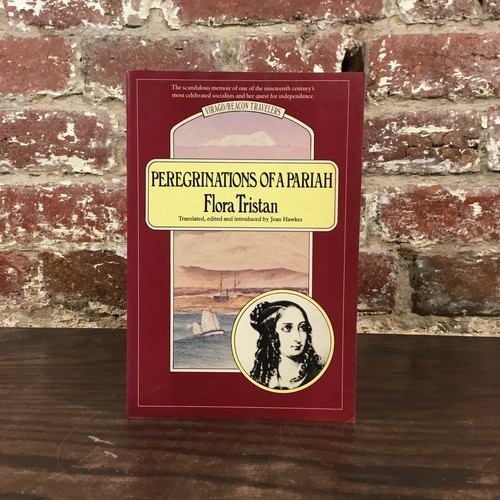 The scandalous memoir of one of the nineteenth century's
most celebrated socialists and her quest for independence
VIRAGO/BEACON TRAVELERS
PEREGRINATIONS OF A PARIAH
Flora Tristan
Translated, edited and introduced by Jean Hawkes